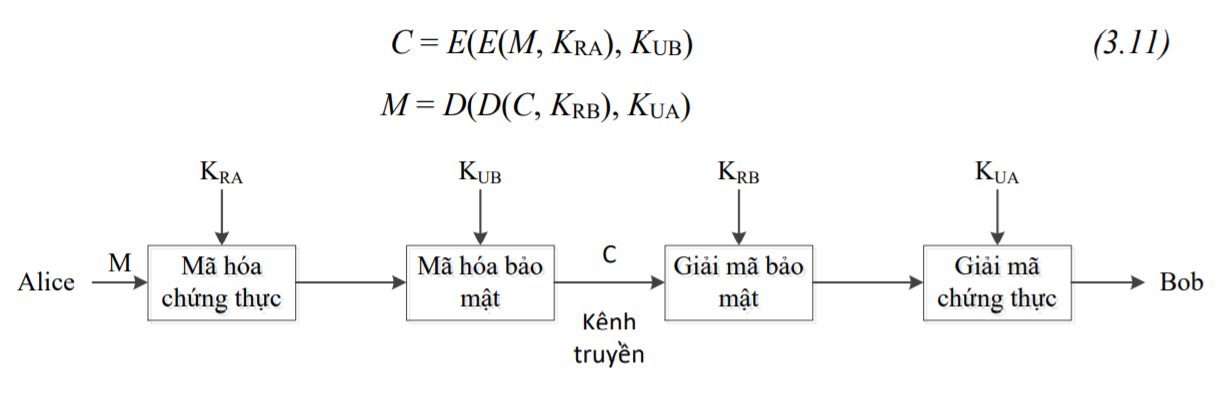 C = E(E(M, KRA), KUB) (3.11)
M = D(D(C, KRB), KUA)
KRA KUB KRB KUA
Alice M Mã hóa chứng thực Mã hóa bảo mật C Giải mã bảo mật Giải mã chứng thực Bob
Kênh
truyền